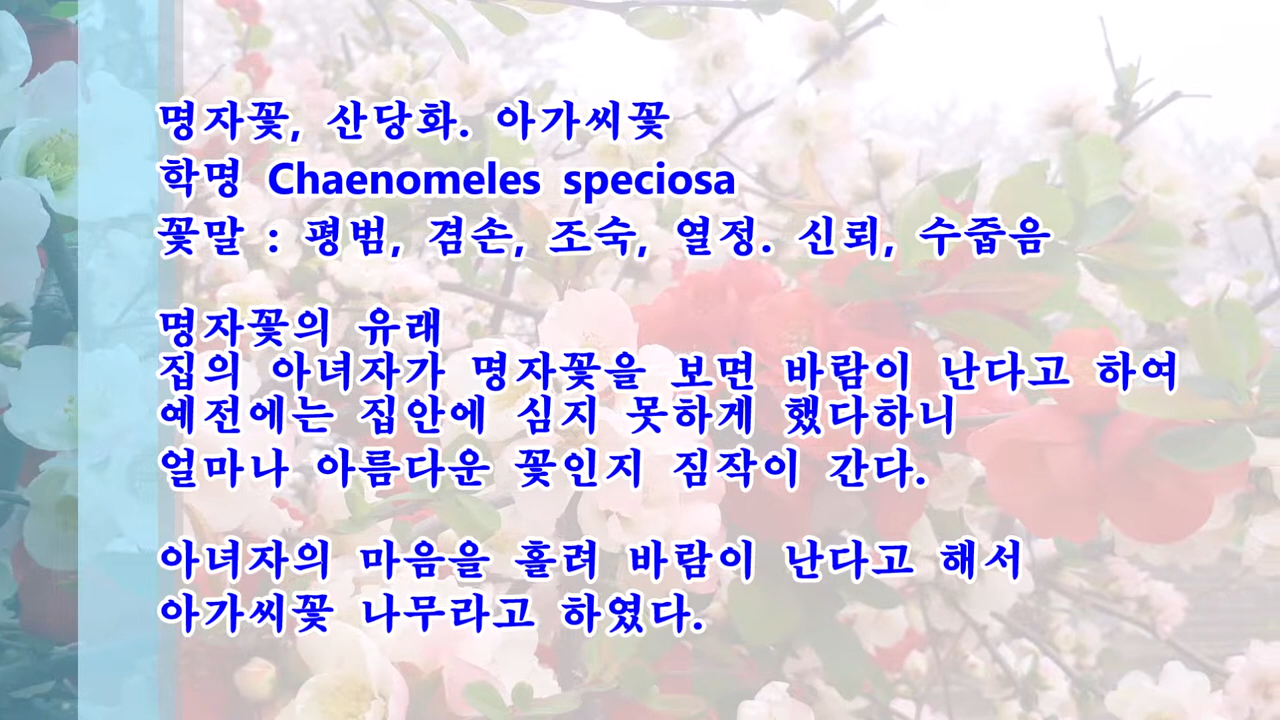 명자꽃, 산당화. 아가씨꽃
학명 Chaenomeles speciosa
꽃말 : 평범, 겸손, 조숙, 열정. 신뢰, 수줍음
명자꽃의 유래
집의 아녀자가 명자꽃을 보면 바람이 난다고 하여
예전에는 집안에 심지 못하게 했다하니
얼마나 아름다운 꽃인지 짐작이 간다.
아녀자의 마음을 홀려 바람이 난다고 해서
아가씨꽃 나무라고 하였다.